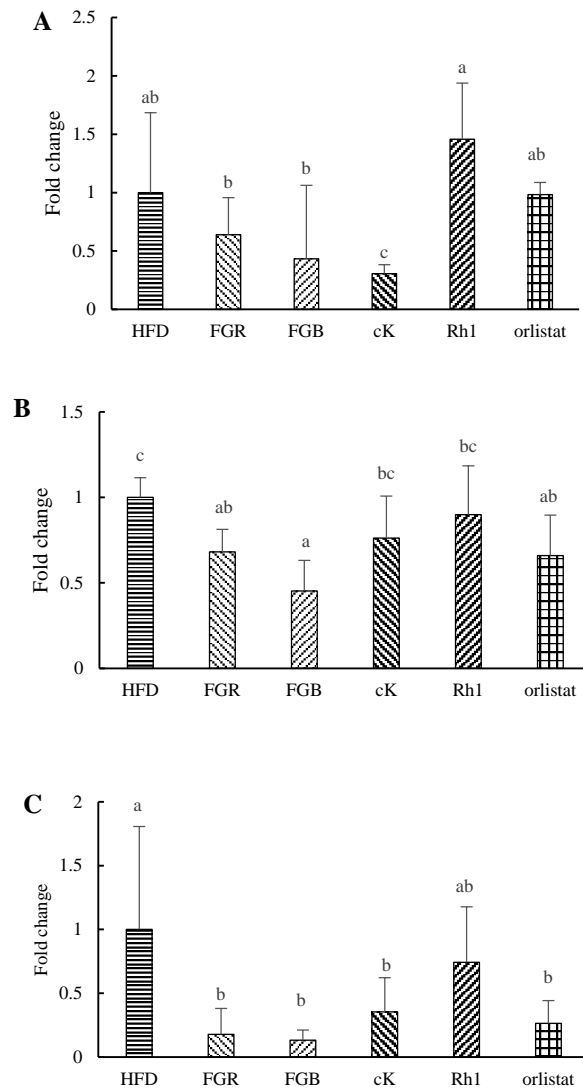 A
Fold change
2.5
2
1.5
1
0.5
0
ab
b
b
c
a
ab
HFD FGR FGB cK Rh1 orlistat
B
Fold change
1.5
1
0.5
0
c
ab
a
bc
bc
ab
HFD FGR FGB cK Rh1 orlistat
C
Fold change
2
1.5
1
0.5
0
a
b
b
b
ab
b
HFD FGR FGB cK Rh1 orlistat